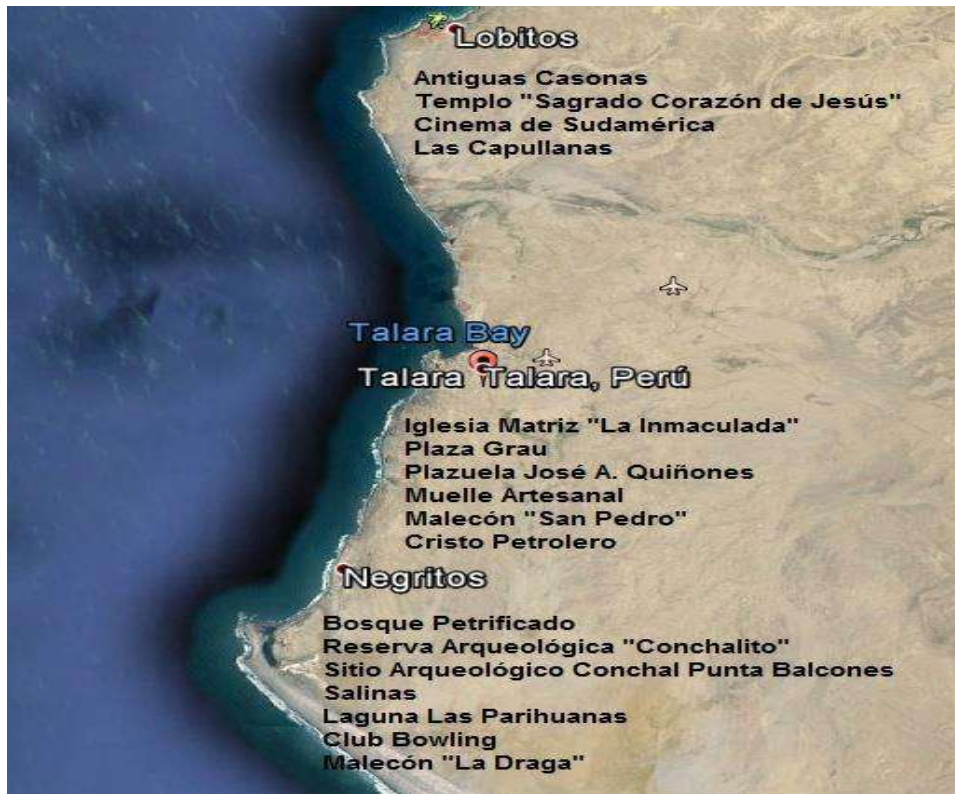 Lobitos
Antiguas Casonas
Templo "Sagrado Corazón de Jesús"
Cinema de Sudamérica
Las Capullanas
Talara Bay
Talara Talara, Perú
Iglesia Matriz "La Inmaculada"
Plaza Grau
Plazuela José A. Quiñones
Muelle Artesanal
Malecón "San Pedro"
Cristo Petrolero
Negritos
Bosque Petrificado
Reserva Arqueológica "Conchalito"
Sitio Arqueológico Conchal Punta Balcones
Salinas
Laguna Las Parihuanas
Club Bowling
Malecón "La Draga"